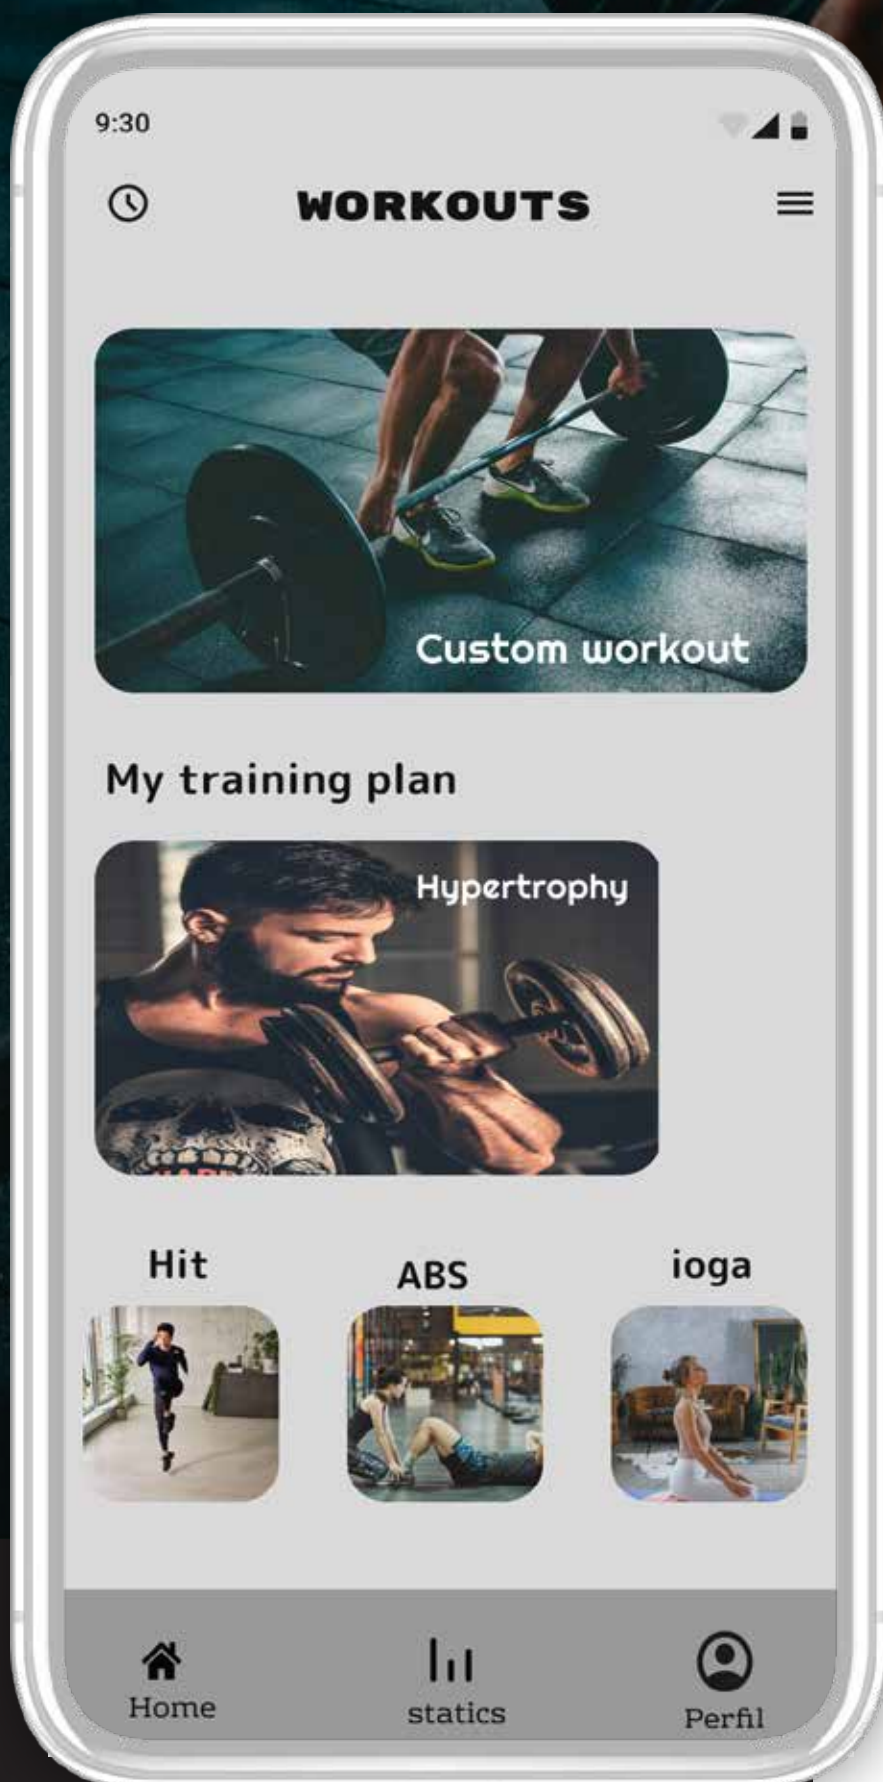 9:30
WORKOUTS
Custom workout
My training plan
Hypertrophy
Hit
ABS
ioga
Home
statics
Perfil